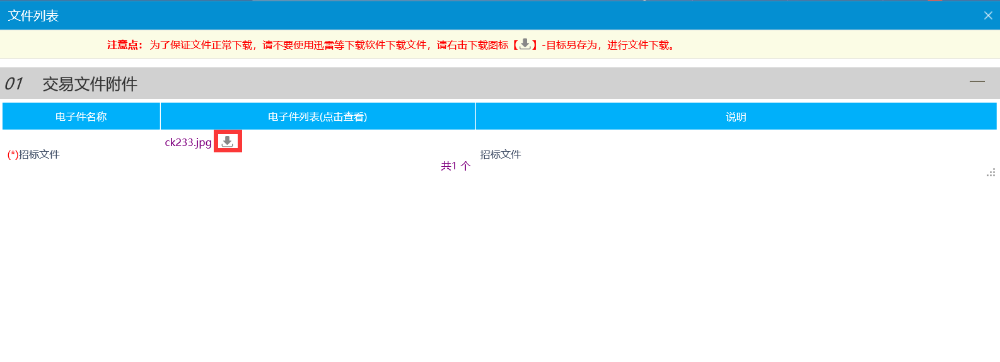 文件列表
注意点：为了保证文件正常下载，请不要使用迅雷等下载软件下载文件，请右击下载图标【】-目标另存为，进行文件下载。
01 交易文件附件
电子件名称 电子件列表(点击查看) 说明
ck233.jpg
(*)招标文件 招标文件
共1 个